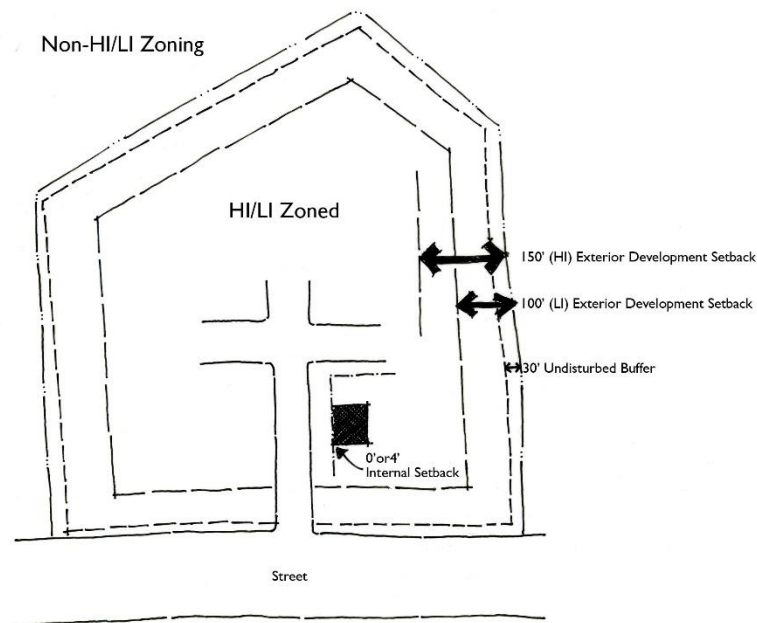 Non-HI/LI Zoning
HI/LI Zoned
150' (HI) Exterior Development Setback
100' (LI) Exterior Development Setback
30' Undisturbed Buffer
0'or4'
Internal Setback
Street